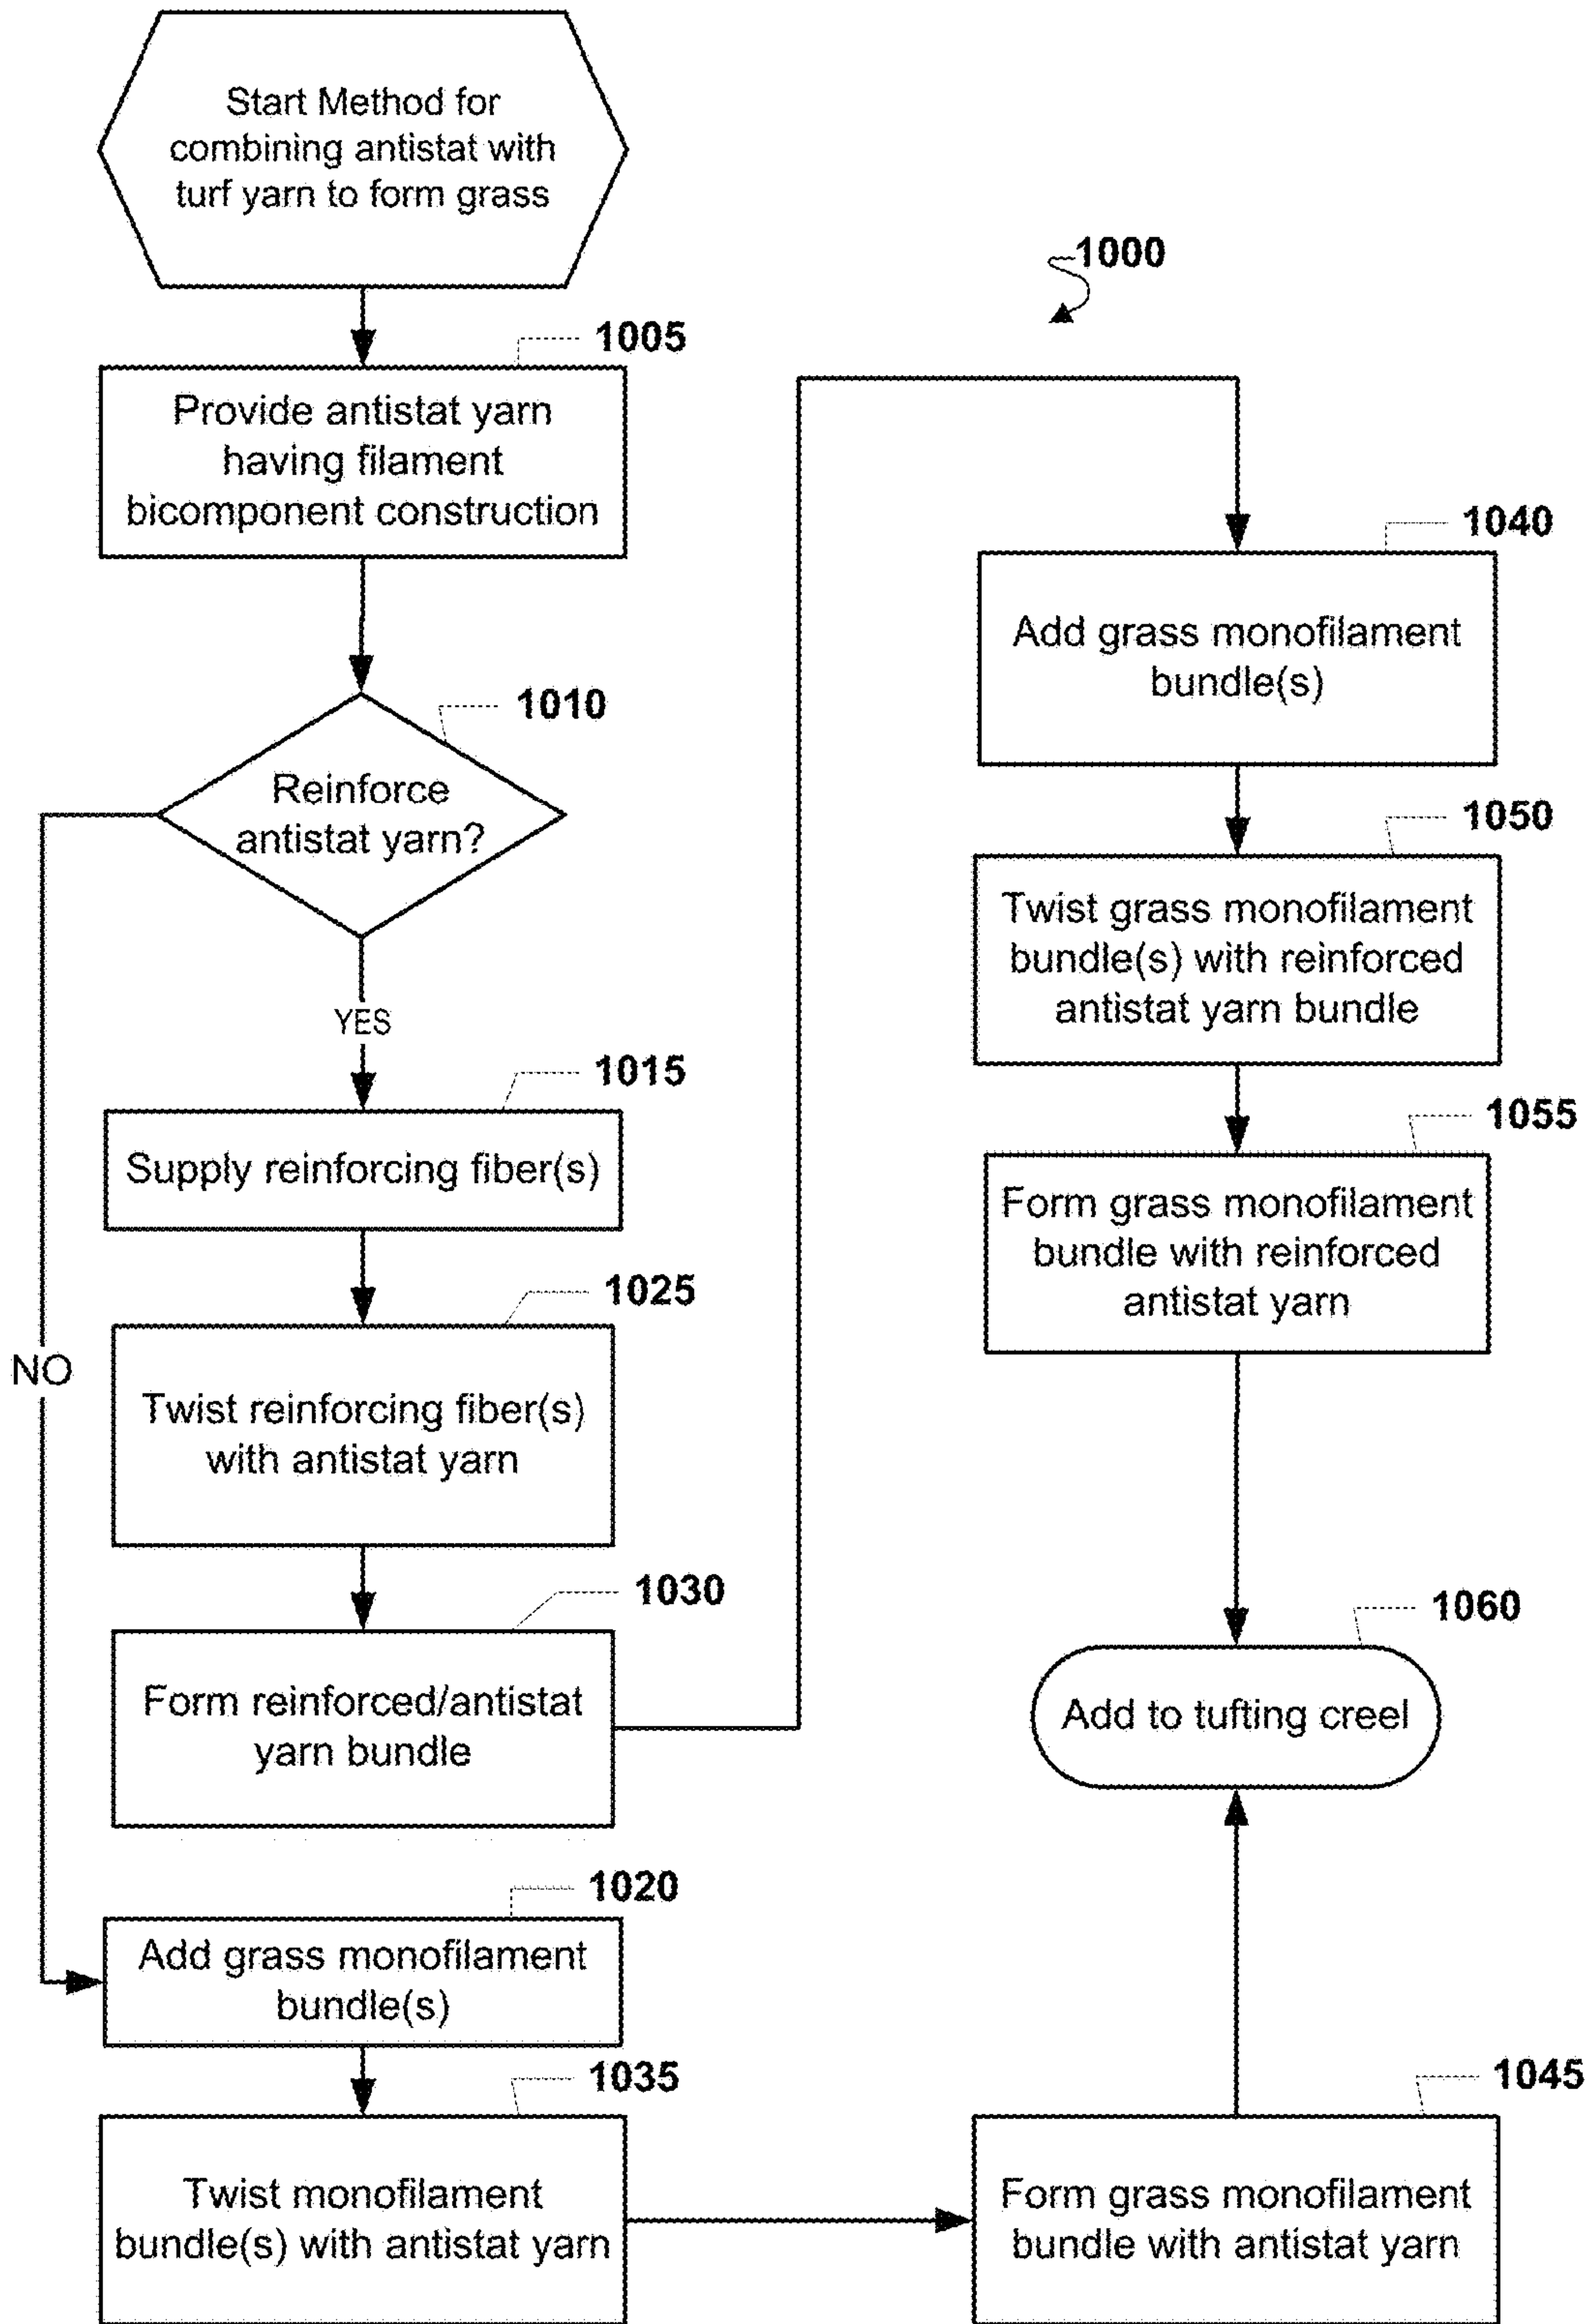 Start Method for
combining antistat with
turf yarn to form grass
1000
1005
Provide antistat yarn
having filament
bicomponent construction
1010
Reinforce
antistat yarn?
YES
NO
1015
Supply reinforcing fiber(s)
1025
Twist reinforcing fiber(s)
with antistat yarn
1030
Form reinforced/antistat
yarn bundle
1020
Add grass monofilament
bundle(s)
1035
Twist monofilament
bundle(s) with antistat yarn
1040
Add grass monofilament
bundle(s)
1050
Twist grass monofilament
bundle(s) with reinforced
antistat yarn bundle
1055
Form grass monofilament
bundle with reinforced
antistat yarn
1060
Add to tufting creel
1045
Form grass monofilament
bundle with antistat yarn